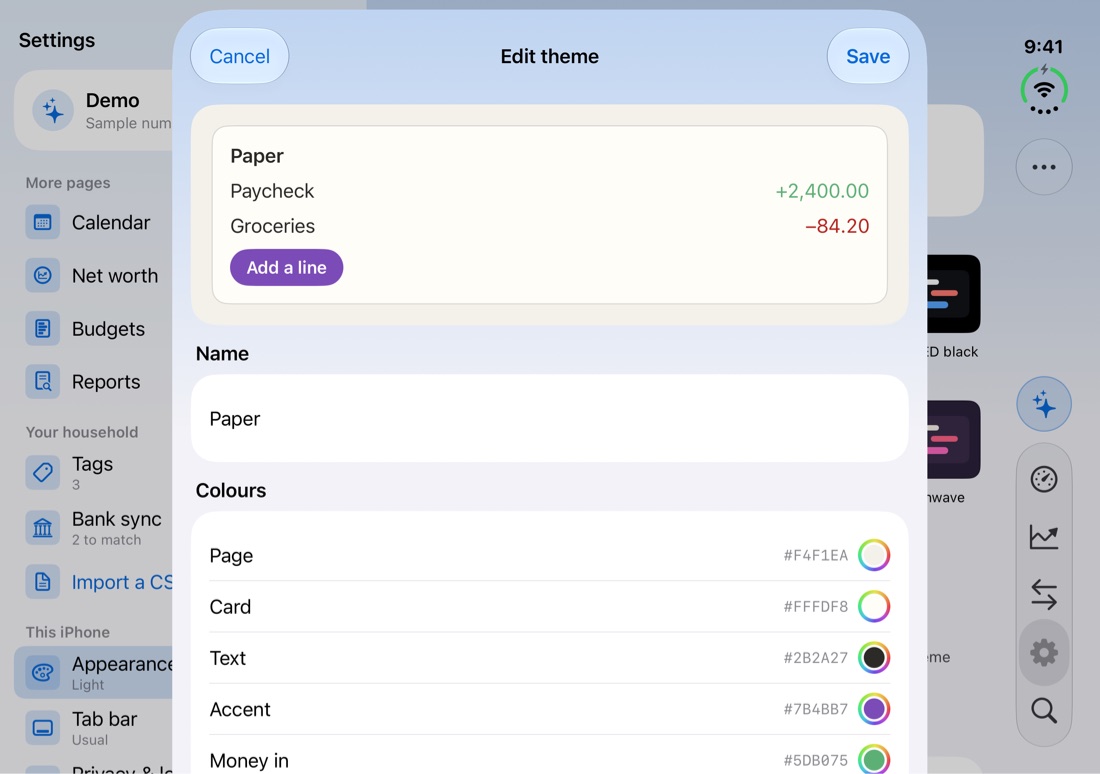 Settings
Demo
Sample num
More pages
Calendar
Net worth
Budgets
Reports
Your household
Tags
3
Bank sync
2 to match
Import a CS
This iPhone
Appearance
Light
Tab bar
Usual
Cancel
Edit theme
Save
Paper
Paycheck +2,400.00
Groceries –84.20
Add a line
Name
Paper
Colours
Page #F4F1EA
Card #FFFDF8
Text #2B2A27
Accent #7B4BB7
Money in #5DB075
9:41
ED black
nwave
eme